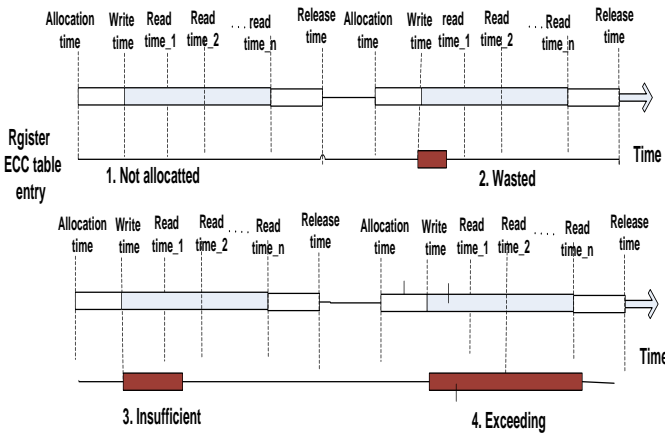 Allocation time Write time Read time_1 Read time_2 . . . . read time_n Release time Allocation time Write time read time_1 Read time_2 . . . . Read time_n Release time
Rgister ECC table entry
Time
1. Not allocatted
2. Wasted
Allocation time Write time Read time_1 Read time_2 . . . . Read time_n Release time Allocation time Write time Read time_1 Read time_2 . . . . Read time_n Release time
Time
3. Insufficient
4. Exceeding